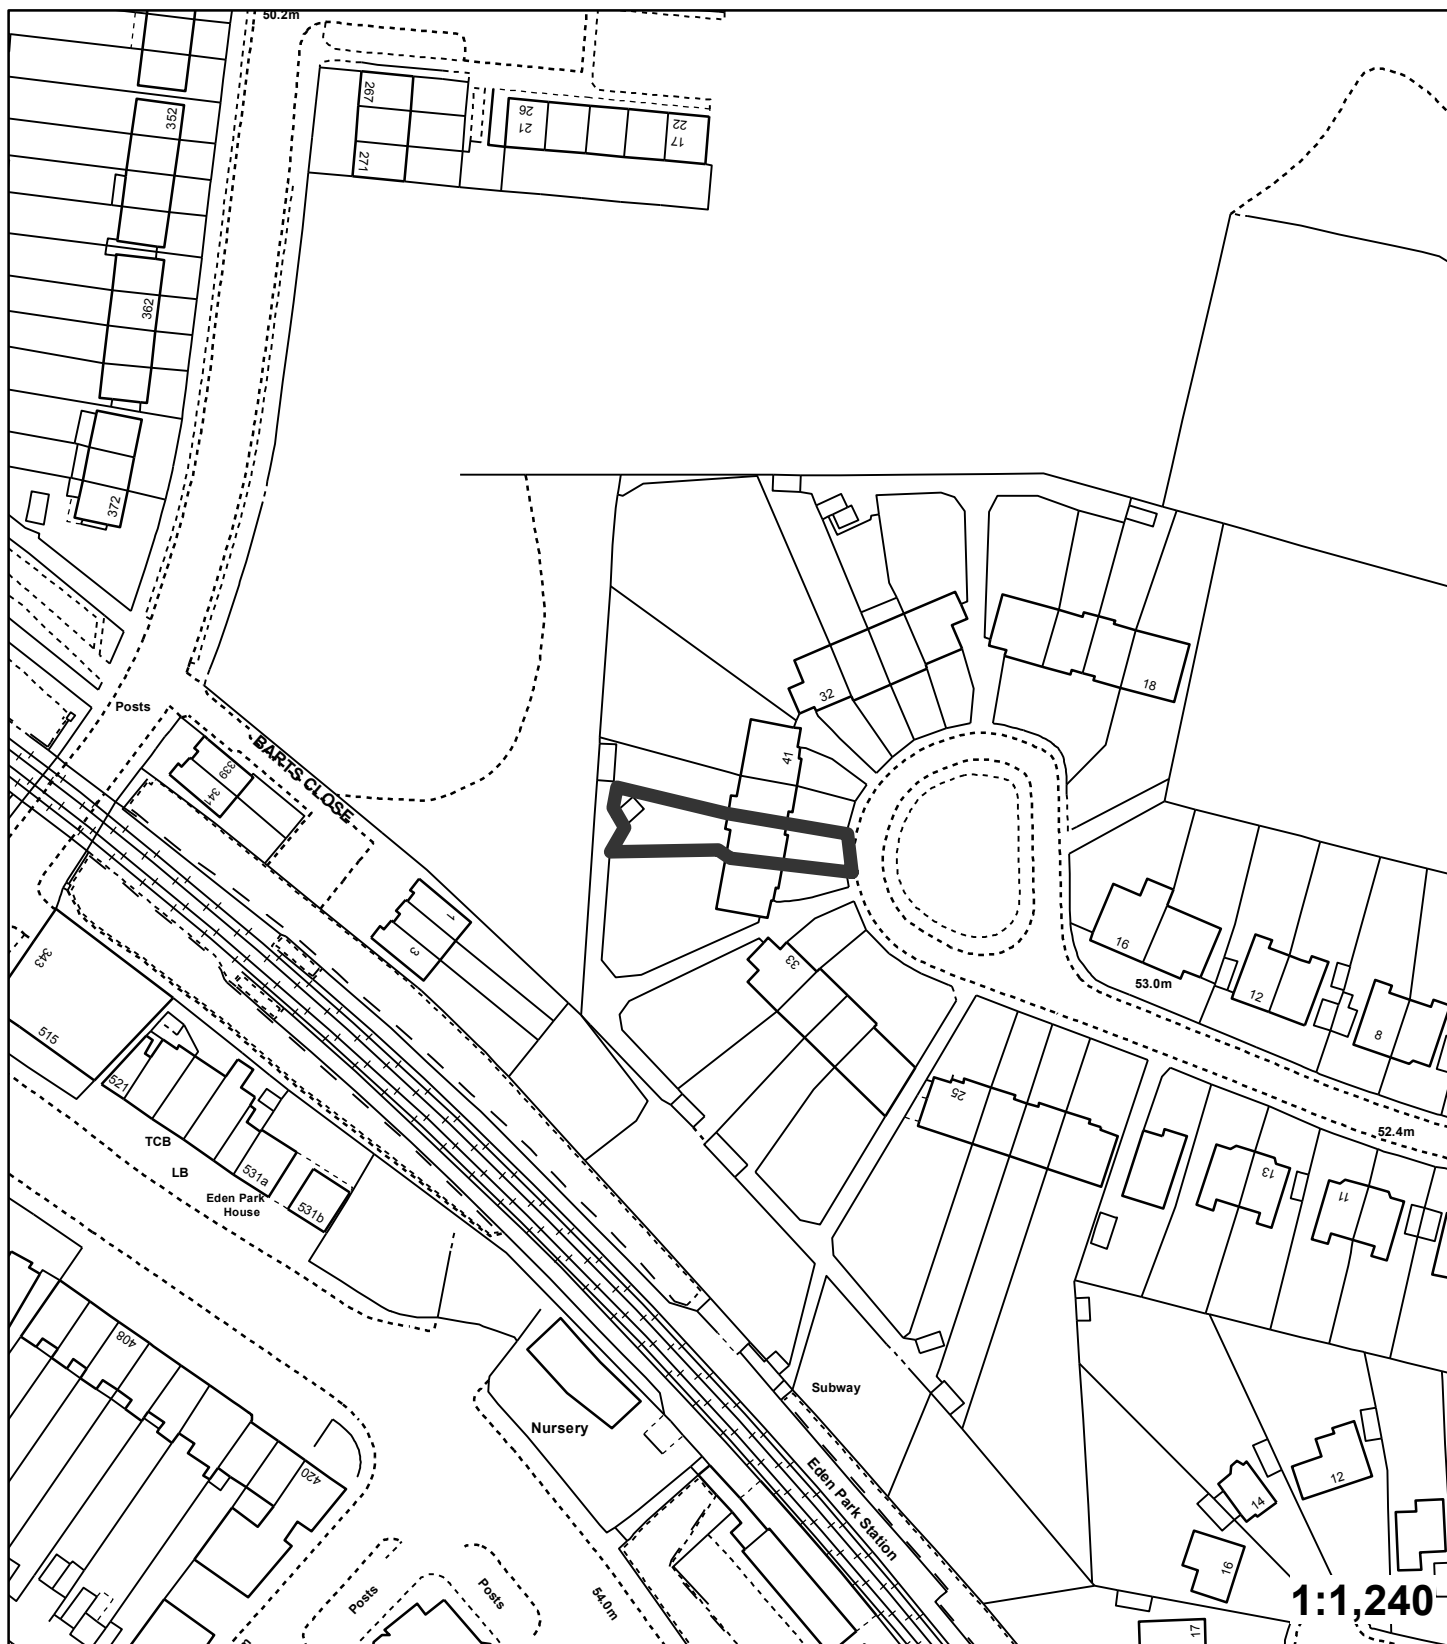 50.2m
352
267
271
26
21
22
17
362
372
Posts
BARTS CLOSE
339
341
32
18
41
33
1
3
343
515
521
TCB
LB
Eden Park
House
531a
531b
16
12
8
53.0m
52.4m
25
13
11
408
420
Nursery
Subway
Eden Park Station
54.0m
Posts
Posts
12
14
16
17
1:1,240